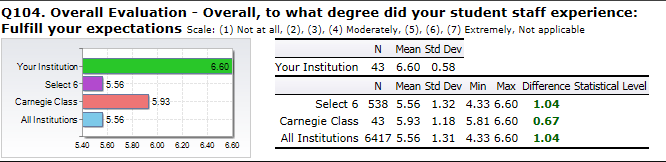 Q104. Overall Evaluation - Overall, to what degree did your student staff experience:
Fulfill your expectations Scale: (1) Not at all, (2), (3), (4) Moderately, (5), (6), (7) Extremely, Not applicable
Your Institution 6.60
Select 6 5.56
Carnegie Class 5.93
All Institutions 5.56
5.40 5.60 5.80 6.00 6.20 6.40 6.60
N Mean Std Dev
Your Institution 43 6.60 0.58
N Mean Std Dev Min Max Difference Statistical Level
Select 6 538 5.56 1.32 4.33 6.60 1.04
Carnegie Class 43 5.93 1.18 5.81 6.60 0.67
All Institutions 6417 5.56 1.31 4.33 6.60 1.04